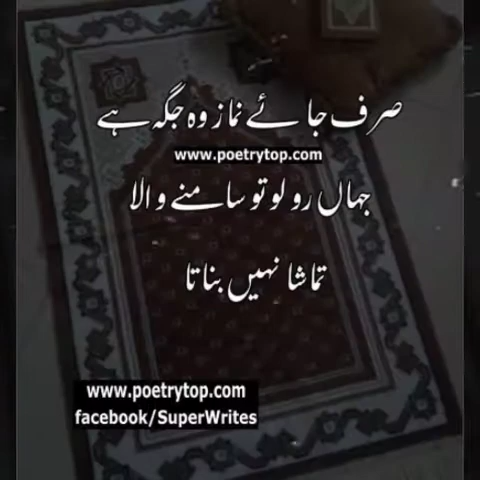 صرف جائے نماز وہ جگہ ہے
www.poetrytop.com
جہاں رو لو تو سامنے والا
تماشا نہیں بناتا
www.poetrytop.com
facebook/SuperWrites